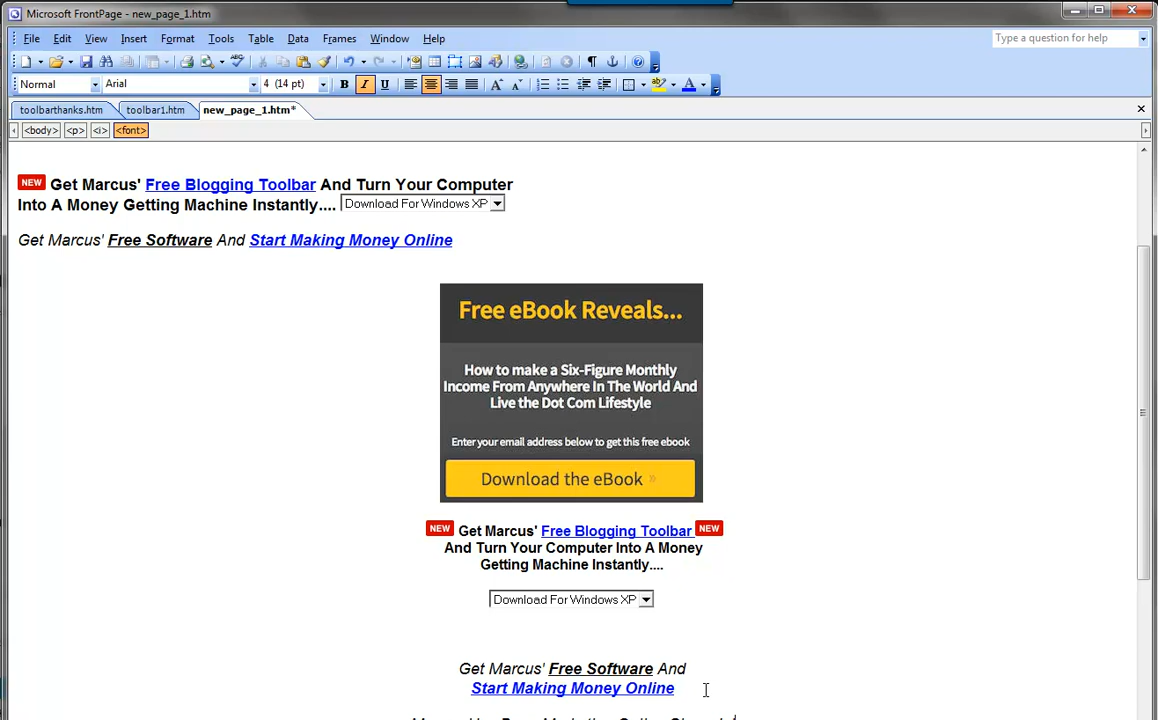 Microsoft FrontPage - new_page_1.htm
File Edit View Insert Format Tools Table Data Frames Window Help
Type a question for help
Normal Arial 4 (14 pt) B I U A A A
toolbarthanks.htm toolbar1.htm new_page_1.htm*
<body> <p> <i> <font>
NEW Get Marcus' Free Blogging Toolbar And Turn Your Computer
Into A Money Getting Machine Instantly.... Download For Windows XP
Get Marcus' Free Software And Start Making Money Online
Free eBook Reveals...
How to make a Six-Figure Monthly
Income From Anywhere In The World And
Live the Dot Com Lifestyle
Enter your email address below to get this free ebook
Download the eBook »
NEW Get Marcus' Free Blogging Toolbar NEW
And Turn Your Computer Into A Money
Getting Machine Instantly....
Download For Windows XP
Get Marcus' Free Software And
Start Making Money Online